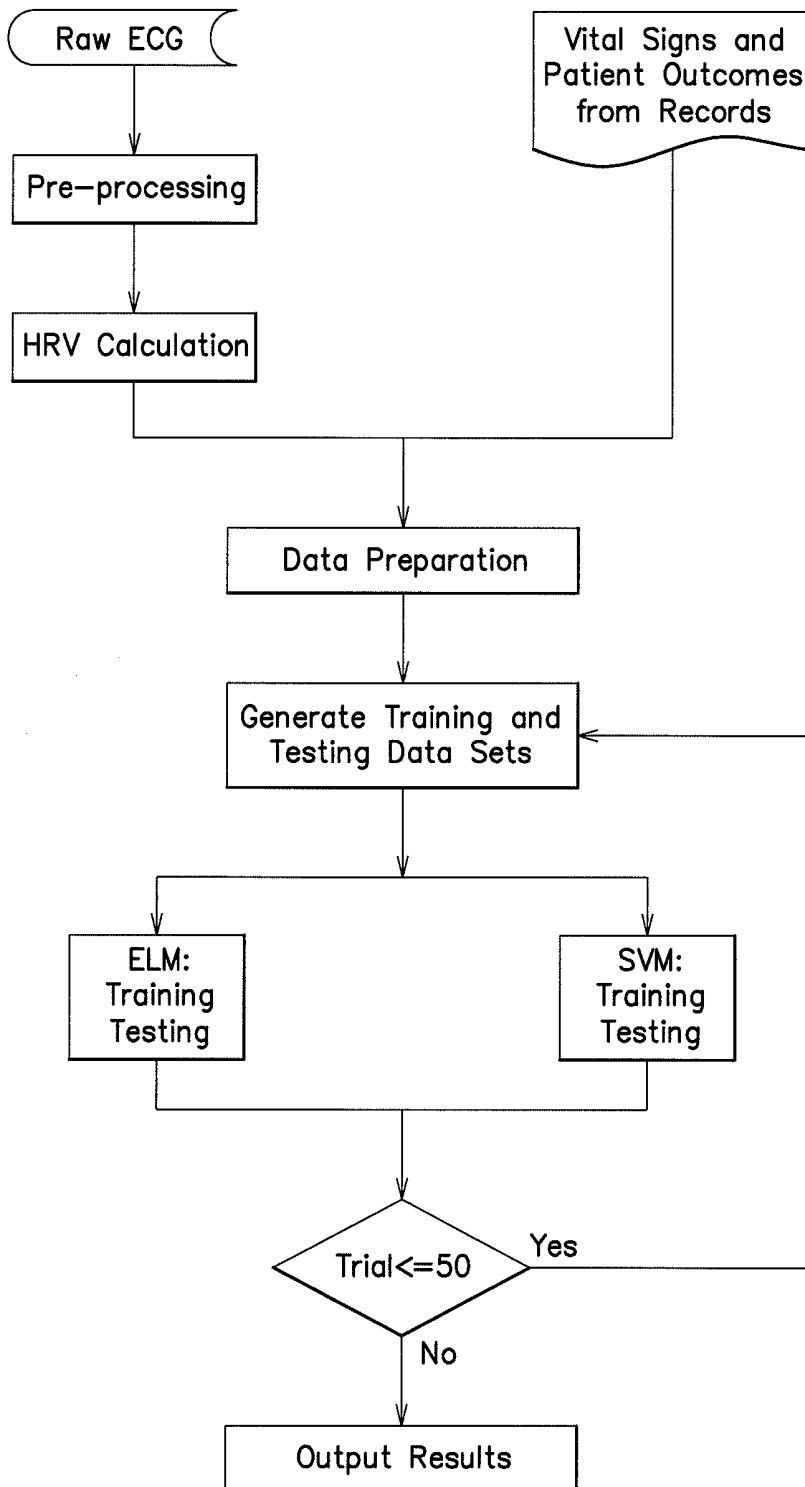 Raw ECG
Vital Signs and
Patient Outcomes
from Records
Pre-processing
HRV Calculation
Data Preparation
Generate Training and
Testing Data Sets
ELM:
Training
Testing
SVM:
Training
Testing
Trial<=50
Yes
No
Output Results